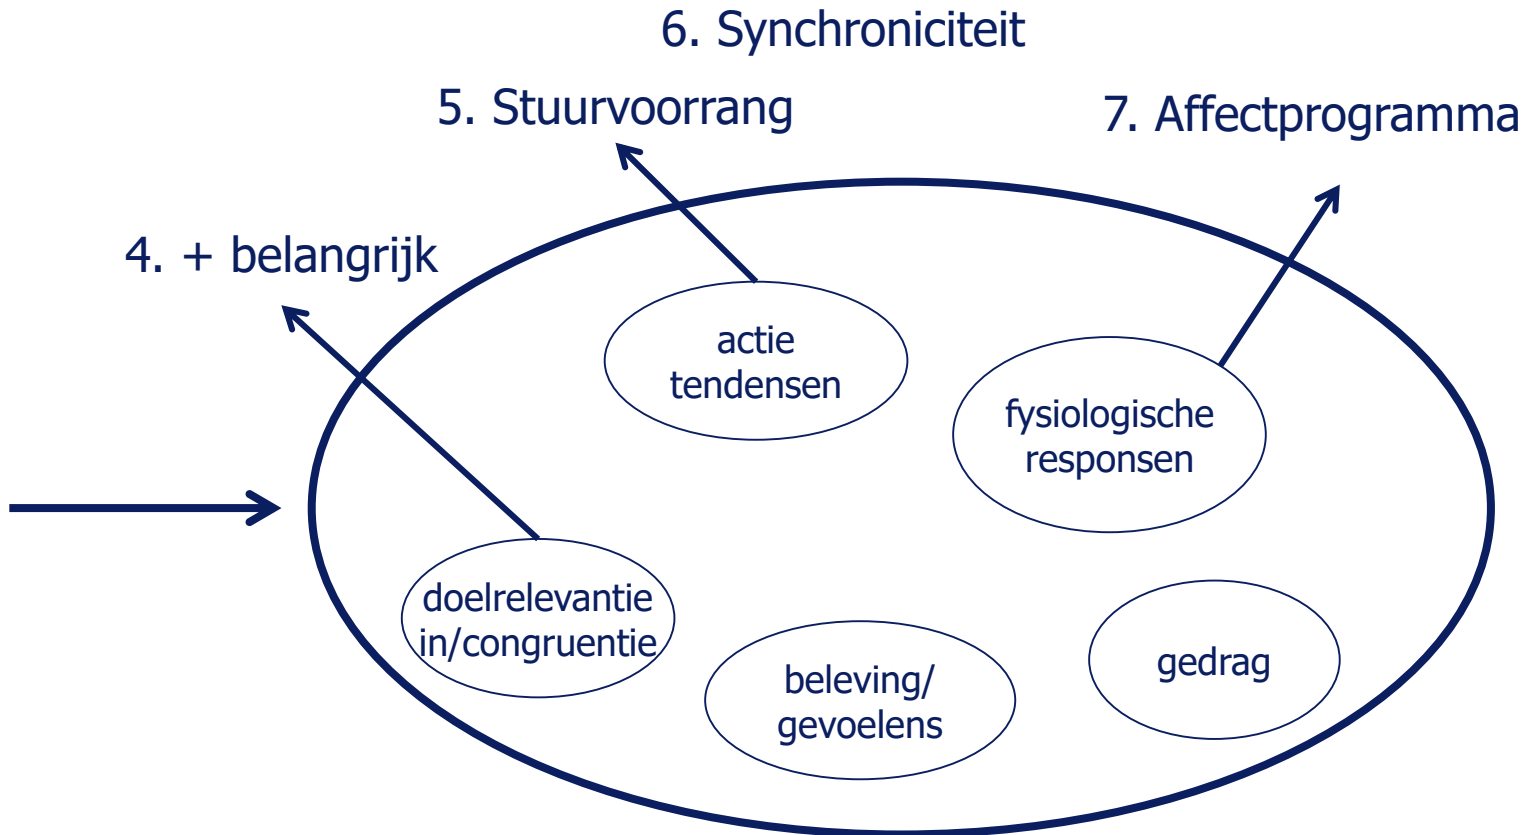 6. Synchroniciteit
5. Stuurvoorrang
7. Affectprogramma
4. + belangrijk
actie
tendensen
fysiologische
responsen
doelrelevantie
in/congruentie
beleving/
gevoelens
gedrag